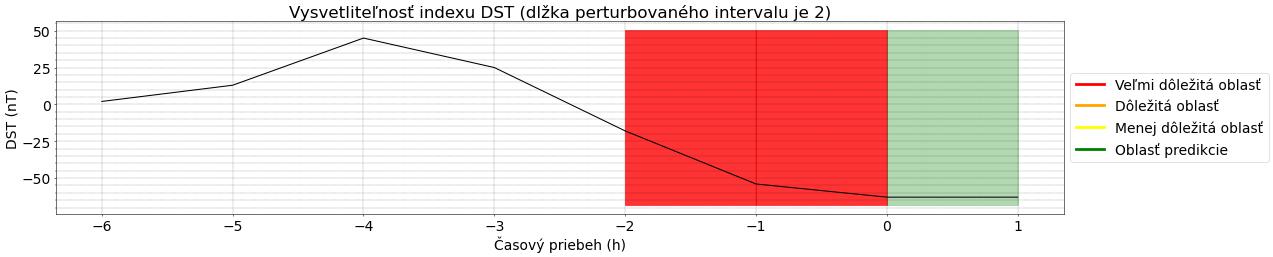 Vysvetliteľnosť indexu DST (dĺžka perturbovaného intervalu je 2)
DST (nT)
50
25
0
−25
−50
−6 −5 −4 −3 −2 −1 0 1
Časový priebeh (h)
Veľmi dôležitá oblasť
Dôležitá oblasť
Menej dôležitá oblasť
Oblasť predikcie